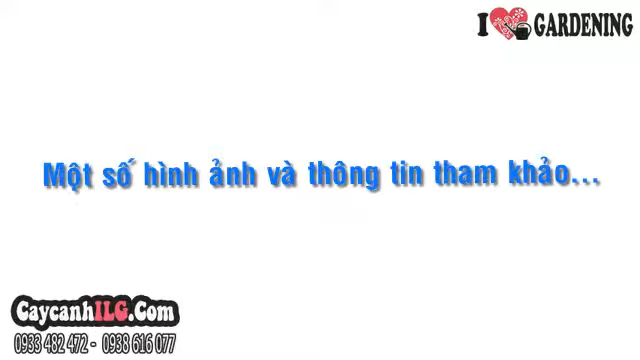 I GARDENING
Một số hình ảnh và thông tin tham khảo...
CaycanhILG.Com
0933 482 472 - 0938 616 077